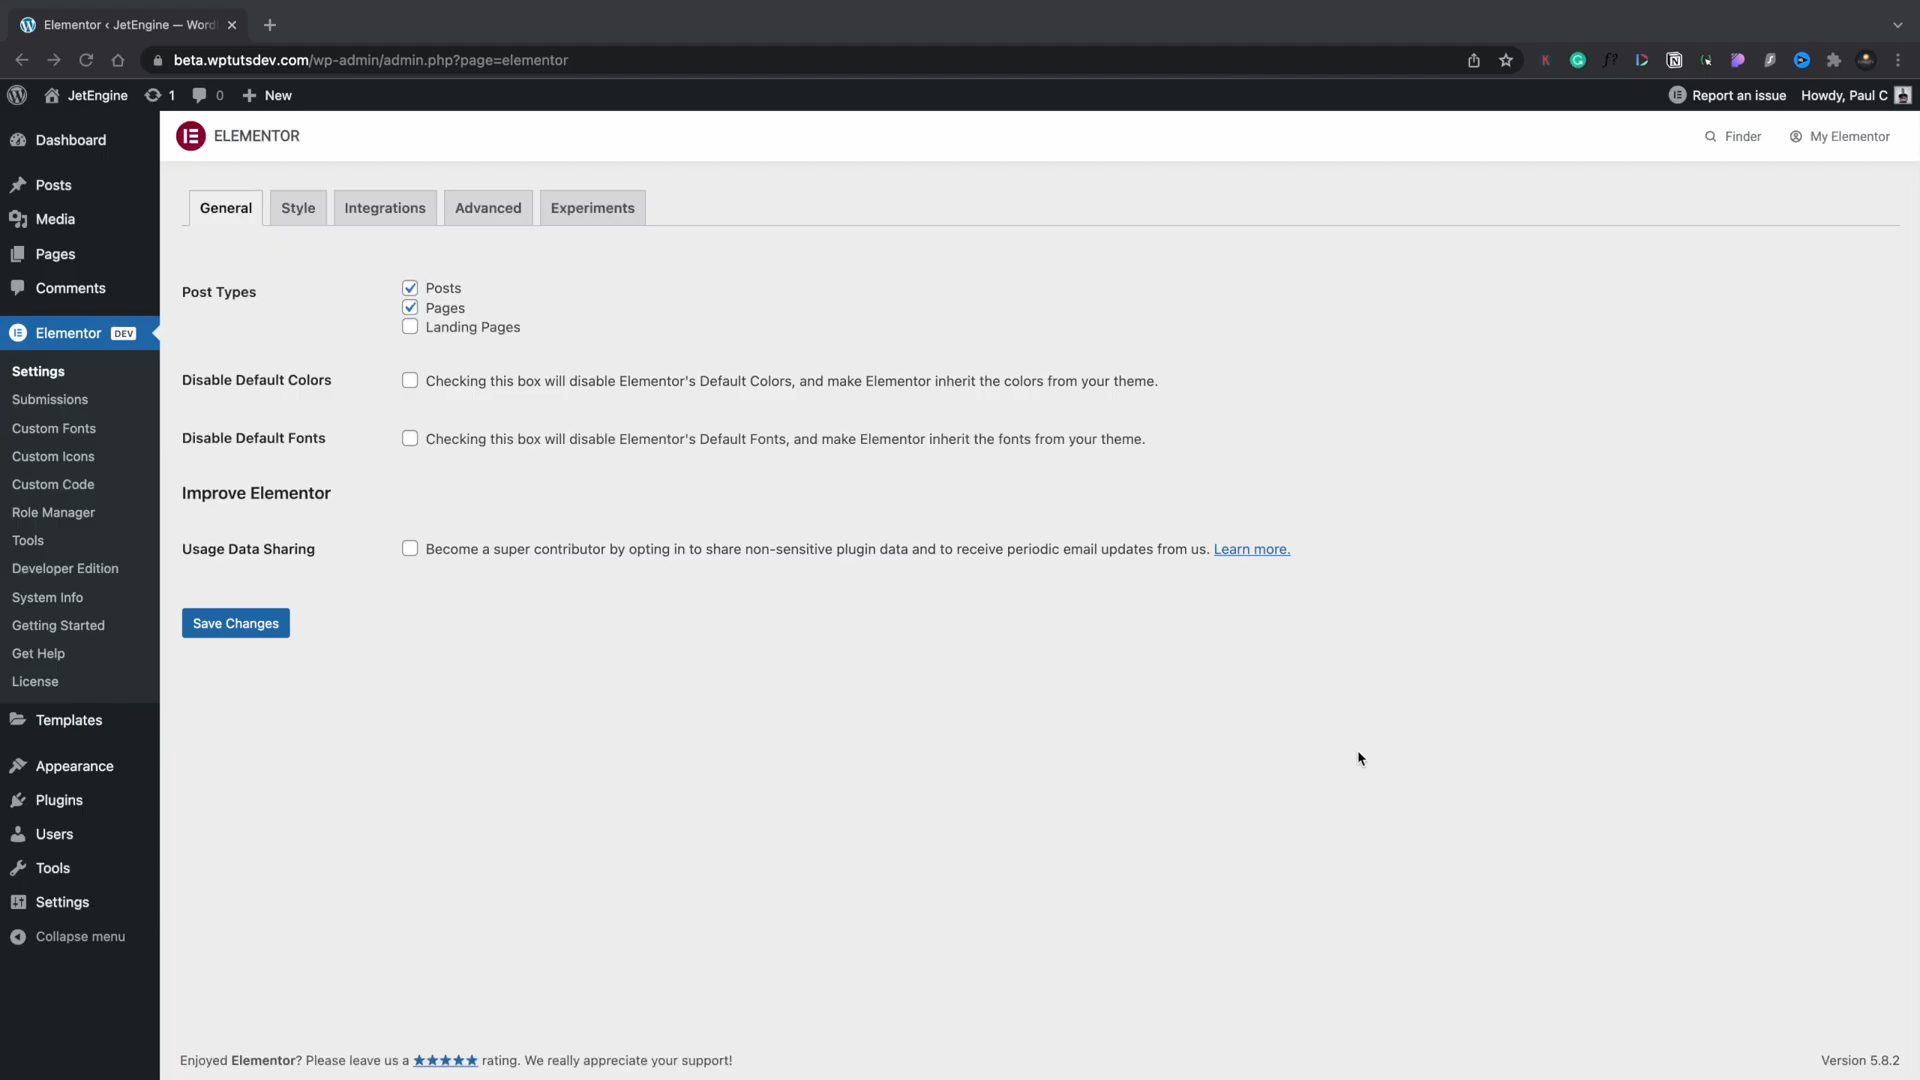 Elementor ‹ JetEngine — Word
beta.wptutsdev.com/wp-admin/admin.php?page=elementor
JetEngine
1
0
New
Report an issue
Howdy, Paul C
Dashboard
Posts
Media
Pages
Comments
Elementor DEV
Settings
Submissions
Custom Fonts
Custom Icons
Custom Code
Role Manager
Tools
Developer Edition
System Info
Getting Started
Get Help
License
Templates
Appearance
Plugins
Users
Tools
Settings
Collapse menu
ELEMENTOR
Finder
My Elementor
General
Style
Integrations
Advanced
Experiments
Post Types
Posts
Pages
Landing Pages
Disable Default Colors
Checking this box will disable Elementor's Default Colors, and make Elementor inherit the colors from your theme.
Disable Default Fonts
Checking this box will disable Elementor's Default Fonts, and make Elementor inherit the fonts from your theme.
Improve Elementor
Usage Data Sharing
Become a super contributor by opting in to share non-sensitive plugin data and to receive periodic email updates from us. Learn more.
Save Changes
Enjoyed Elementor? Please leave us a ★★★★★ rating. We really appreciate your support!
Version 5.8.2